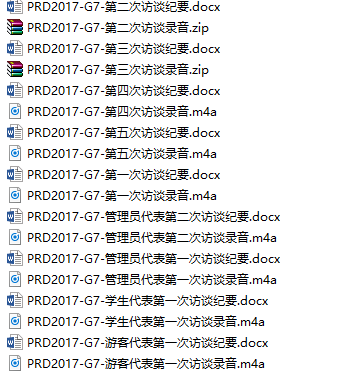 PRD2017-G7-第二次访谈纪要.docx
PRD2017-G7-第二次访谈录音.zip
PRD2017-G7-第三次访谈纪要.docx
PRD2017-G7-第三次访谈录音.zip
PRD2017-G7-第四次访谈纪要.docx
PRD2017-G7-第四次访谈录音.m4a
PRD2017-G7-第五次访谈纪要.docx
PRD2017-G7-第五次访谈录音.m4a
PRD2017-G7-第一次访谈纪要.docx
PRD2017-G7-第一次访谈录音.m4a
PRD2017-G7-管理员代表第二次访谈纪要.docx
PRD2017-G7-管理员代表第二次访谈录音.m4a
PRD2017-G7-管理员代表第一次访谈纪要.docx
PRD2017-G7-管理员代表第一次访谈录音.m4a
PRD2017-G7-学生代表第一次访谈纪要.docx
PRD2017-G7-学生代表第一次访谈录音.m4a
PRD2017-G7-游客代表第一次访谈纪要.docx
PRD2017-G7-游客代表第一次访谈录音.m4a